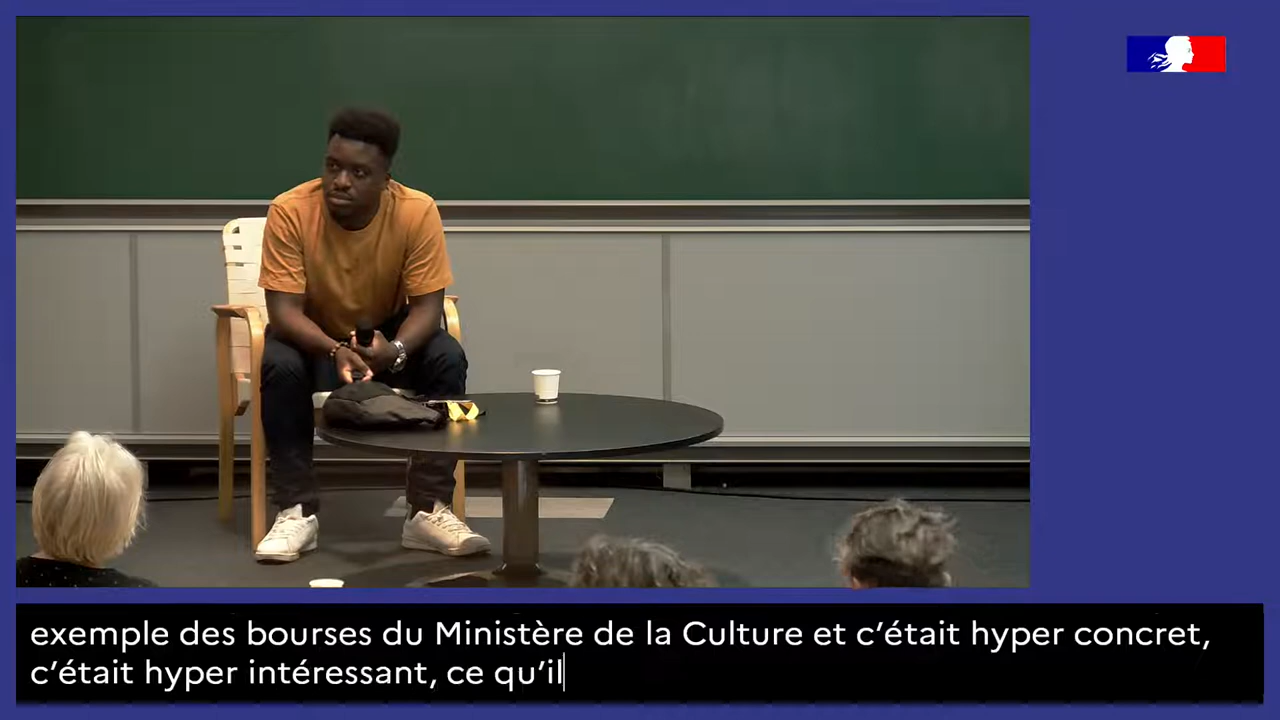 exemple des bourses du Ministère de la Culture et c’était hyper concret,
c’était hyper intéressant, ce qu’il